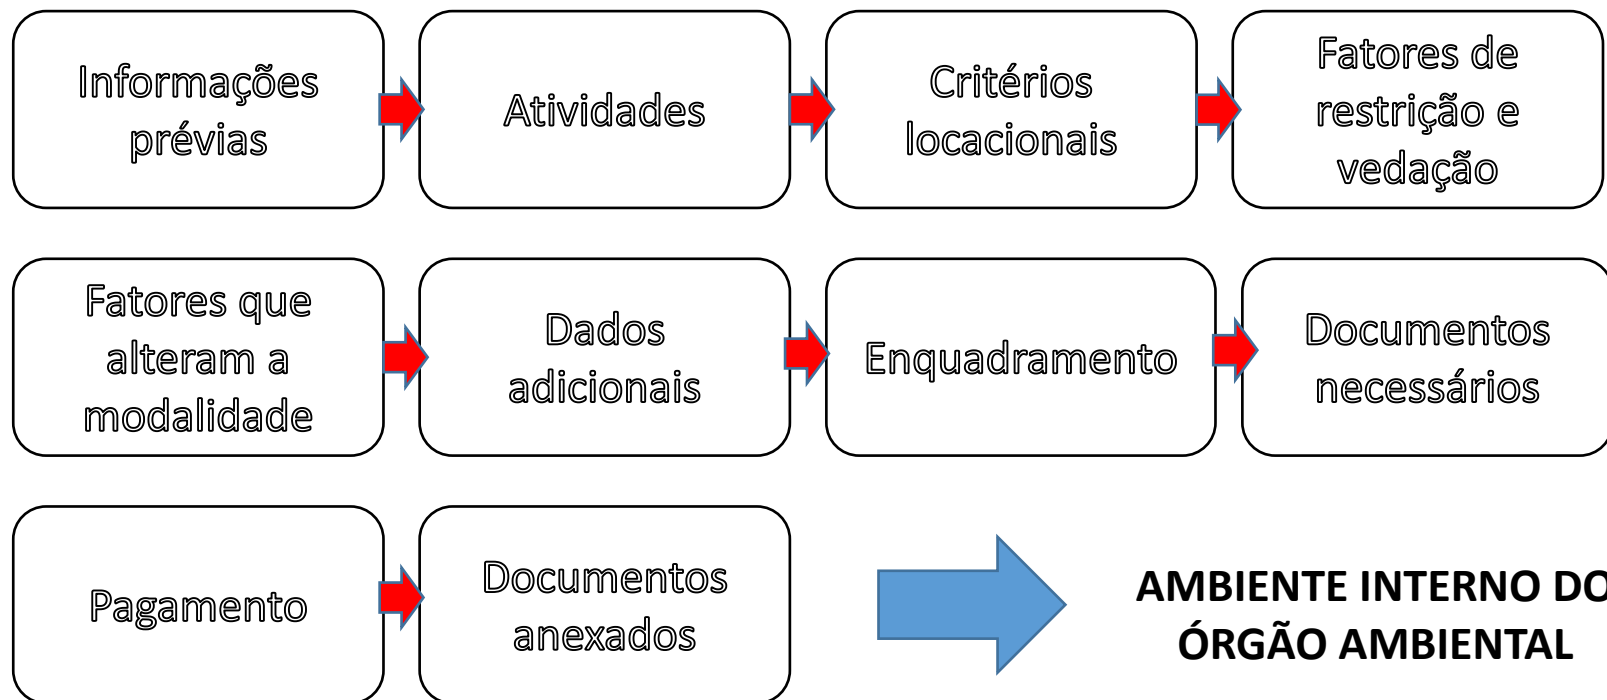 Informações
prévias
Atividades
Critérios
locacionais
Fatores de
restrição e
vedação
Fatores que
alteram a
modalidade
Dados
adicionais
Enquadramento
Documentos
necessários
Pagamento
Documentos
anexados
AMBIENTE INTERNO DO
ÓRGÃO AMBIENTAL